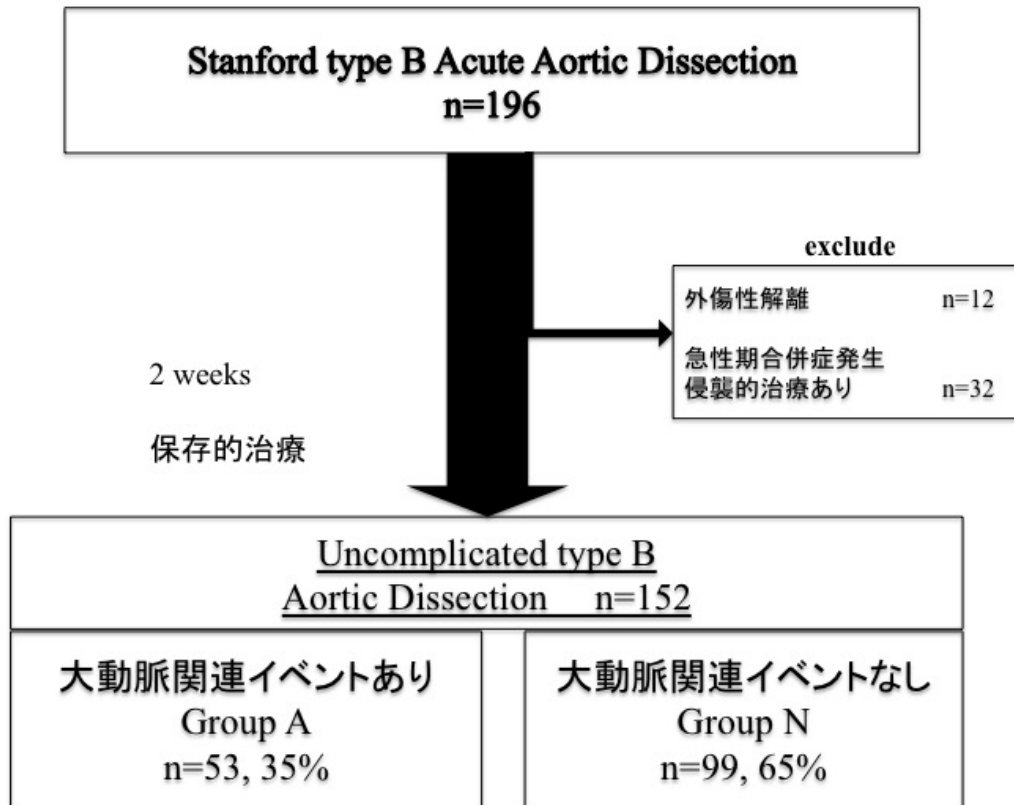 Stanford type B Acute Aortic Dissection
n=196
exclude
外傷性解離 n=12
急性期合併症発生
侵襲的治療あり n=32
2 weeks
保存的治療
Uncomplicated type B
Aortic Dissection n=152
大動脈関連イベントあり
Group A
n=53, 35%
大動脈関連イベントなし
Group N
n=99, 65%